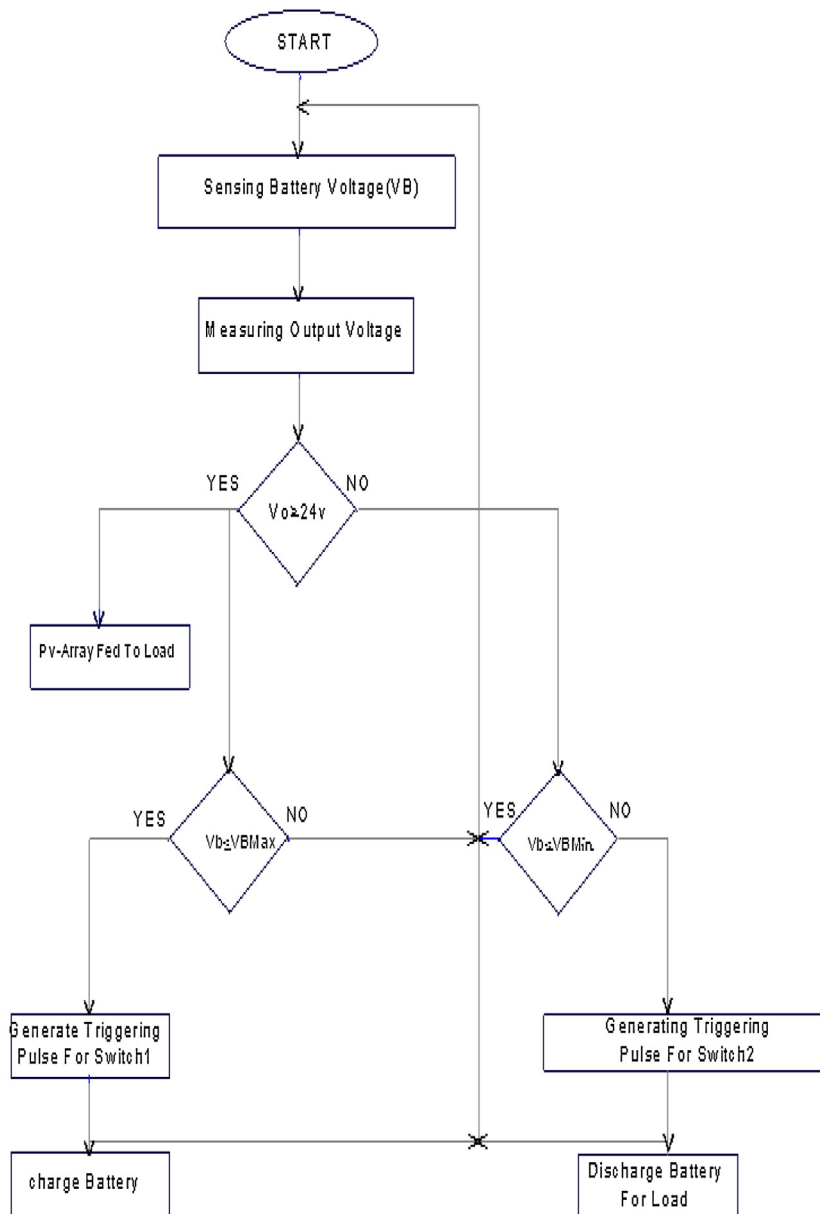 START
Sensing Battery Voltage(VB)
Measuring Output Voltage
YES
NO
Vo≥24v
Pv-Array Fed To Load
YES
Vb≤VBMax
NO
YES
Vb≤VBMin
NO
Generate Triggering
Pulse For Switch1
Generating Triggering
Pulse For Switch2
charge Battery
Discharge Battery
For Load